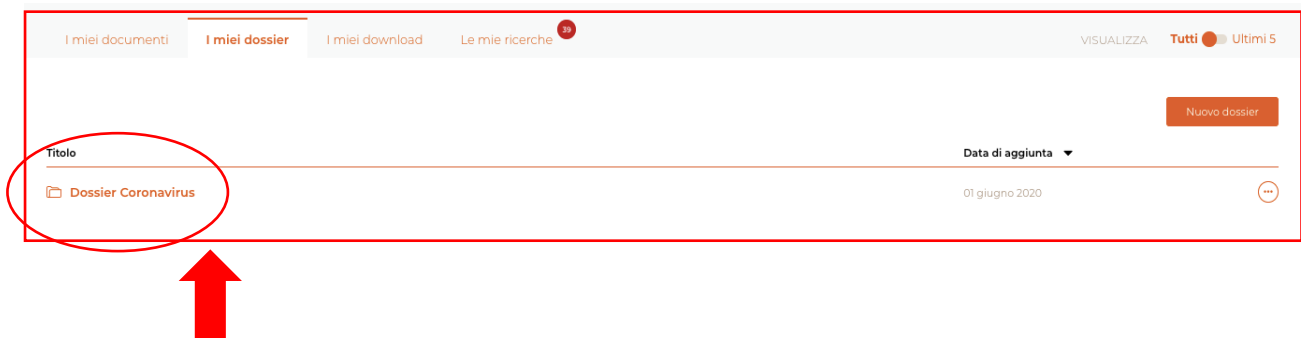 I miei documenti I miei dossier I miei download Le mie ricerche 39 VISUALIZZA Tutti Ultimi 5
Nuovo dossier
Titolo Data di aggiunta
Dossier Coronavirus 01 giugno 2020